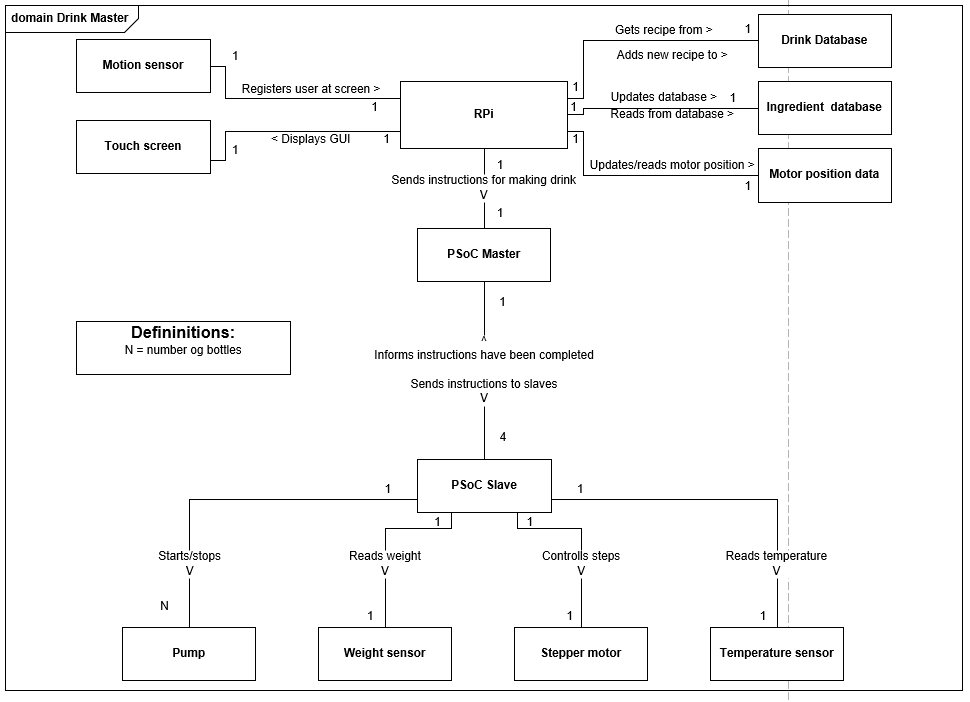 domain Drink Master
Motion sensor
1
Registers user at screen >
1
Touch screen
1
< Displays GUI
1
RPi
1
Gets recipe from >
1
Adds new recipe to >
Drink Database
1
Updates database >
1
Reads from database >
Ingredient database
1
Updates/reads motor position >
1
Motor position data
1
Sends instructions for making drink
V
1
PSoC Master
1
^
Informs instructions have been completed
Sends instructions to slaves
V
4
Defininitions:
N = number og bottles
PSoC Slave
1
Starts/stops
V
N
Pump
1
Reads weight
V
1
Weight sensor
1
Controlls steps
V
1
Stepper motor
1
Reads temperature
V
1
Temperature sensor